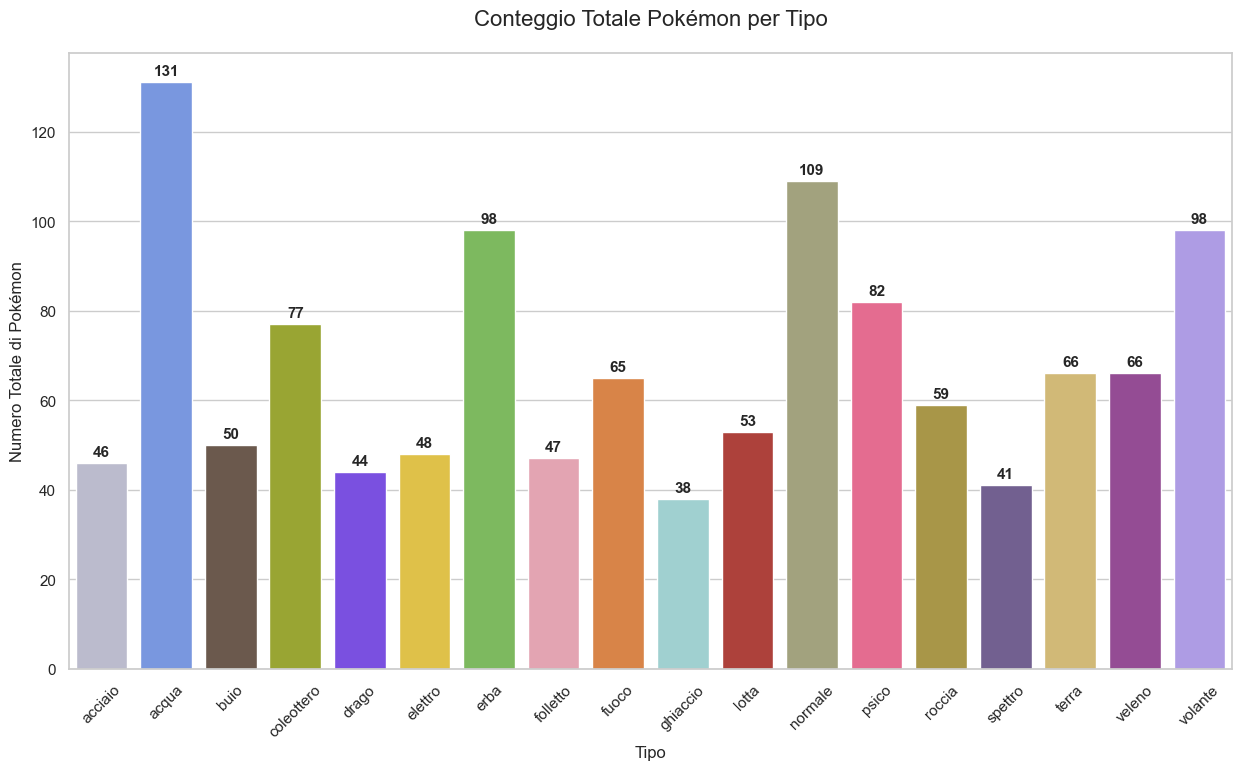 Conteggio Totale Pokémon per Tipo
Numero Totale di Pokémon
120
100
80
60
40
20
0
46
131
50
77
44
48
98
47
65
38
53
109
82
59
41
66
66
98
acciaio
acqua
buio
coleottero
drago
elettro
erba
folletto
fuoco
ghiaccio
lotta
normale
psico
roccia
spettro
terra
veleno
volante
Tipo